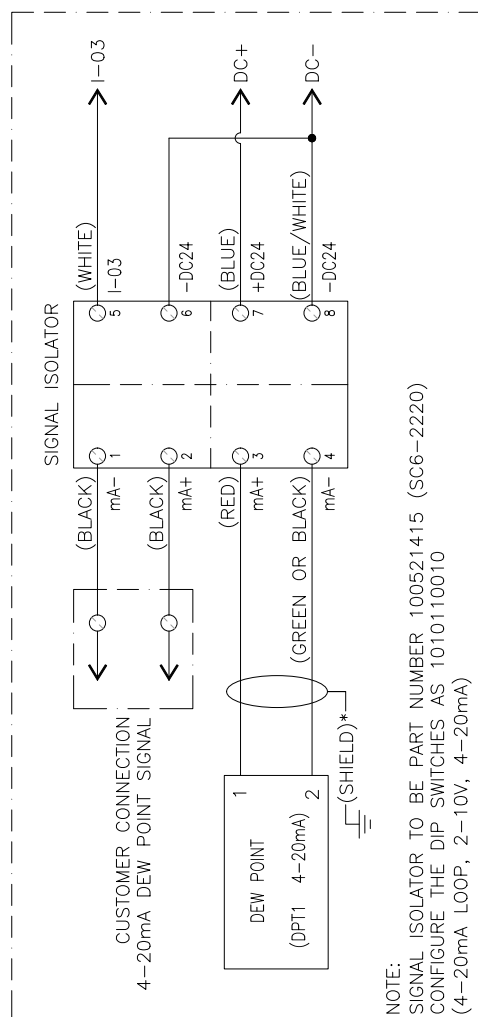 SIGNAL ISOLATOR
CUSTOMER CONNECTION
4-20mA DEW POINT SIGNAL
(BLACK)
mA-
1
(BLACK)
mA+
2
(RED)
mA+
3
(GREEN OR BLACK)
mA-
4
5
(WHITE)
I-03
I-03
6
-DC24
7
(BLUE)
+DC24
DC+
8
(BLUE/WHITE)
-DC24
DC-
DEW POINT
(DPT1 4-20mA)
1
2
(SHIELD)*
NOTE:
SIGNAL ISOLATOR TO BE PART NUMBER 100521415 (SC6-2220)
CONFIGURE THE DIP SWITCHES AS 1010110010
(4-20mA LOOP, 2-10V, 4-20mA)